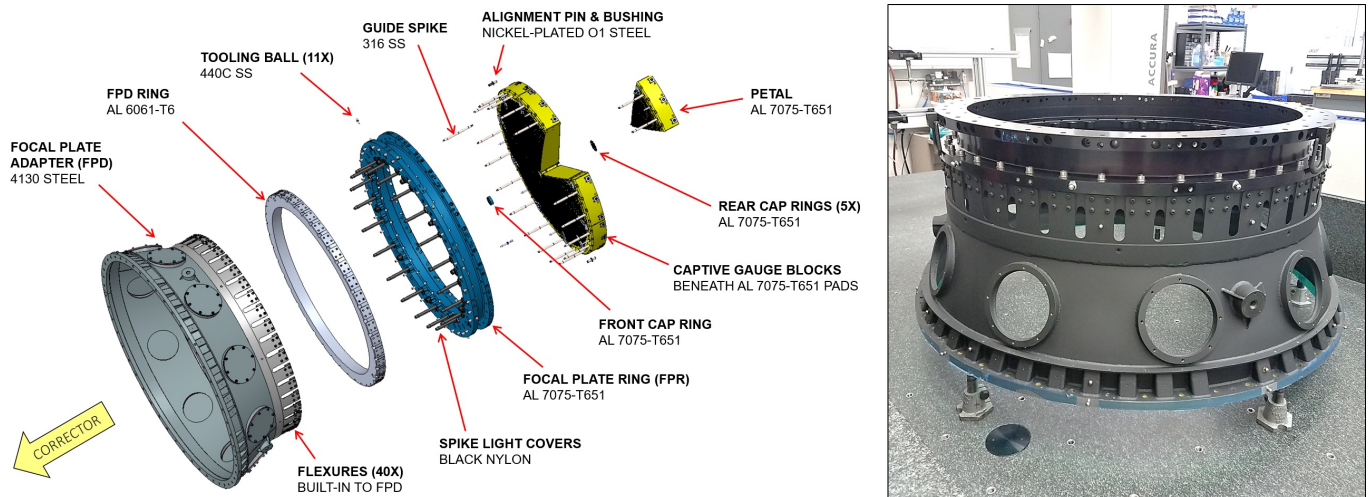 ALIGNMENT PIN & BUSHING
NICKEL-PLATED O1 STEEL
GUIDE SPIKE
316 SS
TOOLING BALL (11X)
440C SS
FPD RING
AL 6061-T6
FOCAL PLATE
ADAPTER (FPD)
4130 STEEL
PETAL
AL 7075-T651
REAR CAP RINGS (5X)
AL 7075-T651
CAPTIVE GAUGE BLOCKS
BENEATH AL 7075-T651 PADS
FRONT CAP RING
AL 7075-T651
FOCAL PLATE RING (FPR)
AL 7075-T651
SPIKE LIGHT COVERS
BLACK NYLON
FLEXURES (40X)
BUILT-IN TO FPD
CORRECTOR
ACCURA